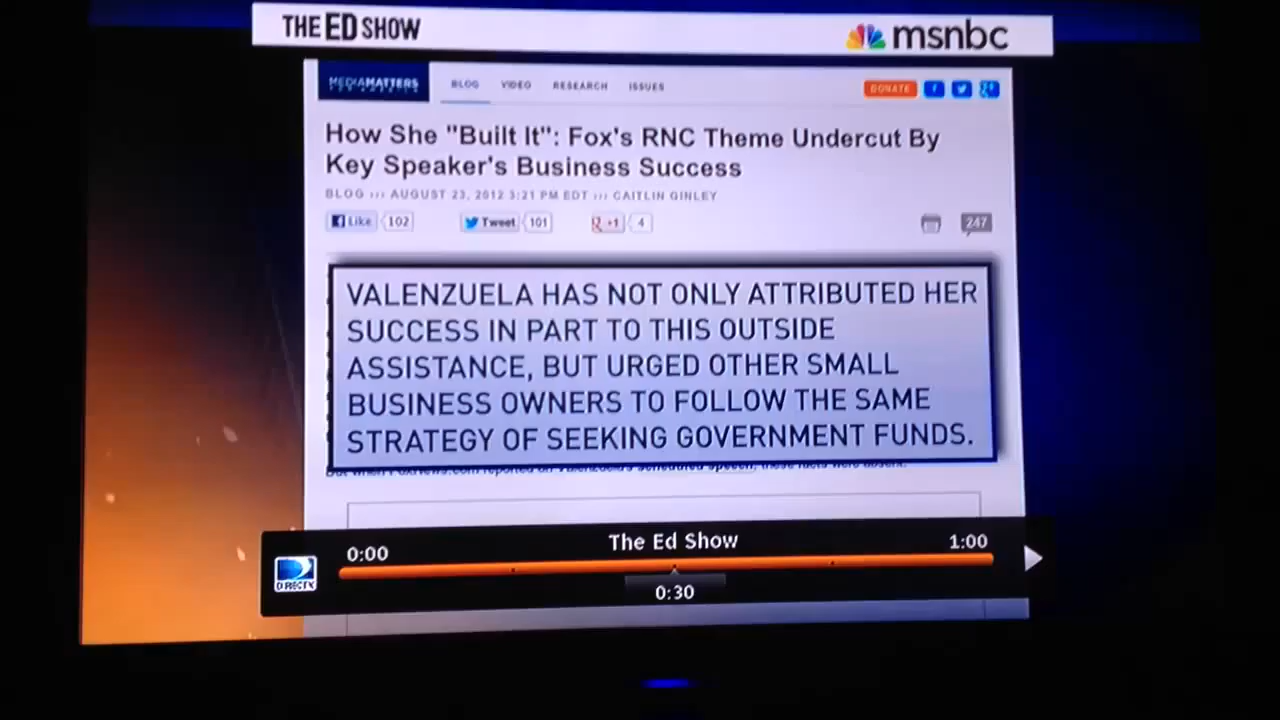 THE ED SHOW
msnbc
MEDIAMATTERS
BLOG VIDEO RESEARCH ISSUES
DONATE
How She "Built It": Fox's RNC Theme Undercut By
Key Speaker's Business Success
BLOG ››› AUGUST 23, 2012 3:21 PM EDT ››› CAITLIN GINLEY
Like 102 Tweet 101 +1 4 247
VALENZUELA HAS NOT ONLY ATTRIBUTED HER
SUCCESS IN PART TO THIS OUTSIDE
ASSISTANCE, BUT URGED OTHER SMALL
BUSINESS OWNERS TO FOLLOW THE SAME
STRATEGY OF SEEKING GOVERNMENT FUNDS.
0:00 The Ed Show 1:00
DIRECTV
0:30